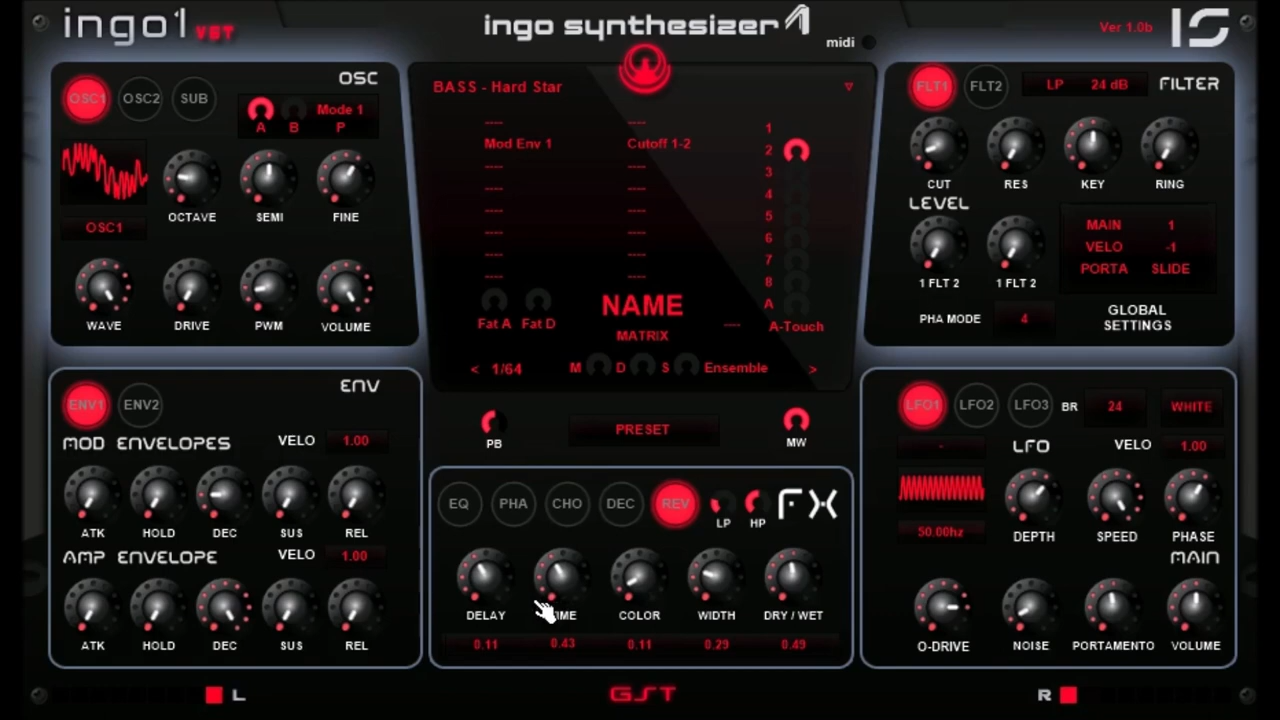 ingo1 VST
ingo synthesizer 1
midi
Ver 1.0b
IS
OSC1 OSC2 SUB
OSC
A B
Mode 1
P
OSC1
OCTAVE SEMI FINE
WAVE DRIVE PWM VOLUME
BASS - Hard Star
---- ----
Mod Env 1 Cutoff 1-2
---- ----
---- ----
---- ----
---- ----
---- ----
---- ----
1
2
3
4
5
6
7
8
A
Fat A Fat D
NAME
MATRIX
----
A-Touch
< 1/64 M D S Ensemble >
PB
PRESET
MW
FLT1 FLT2
LP 24 dB
FILTER
CUT RES KEY RING
LEVEL
1 FLT 2 1 FLT 2
MAIN 1
VELO -1
PORTA SLIDE
PHA MODE 4
GLOBAL
SETTINGS
ENV1 ENV2
ENV
MOD ENVELOPES VELO 1.00
ATK HOLD DEC SUS REL
AMP ENVELOPE VELO 1.00
ATK HOLD DEC SUS REL
EQ PHA CHO DEC REV
LP HP
FX
DELAY IME COLOR WIDTH DRY / WET
0.11 0.43 0.11 0.29 0.49
LFO1 LFO2 LFO3 BR 24 WHITE
-
LFO
VELO 1.00
50.00hz
DEPTH SPEED PHASE
MAIN
O-DRIVE NOISE PORTAMENTO VOLUME
L
GST
R